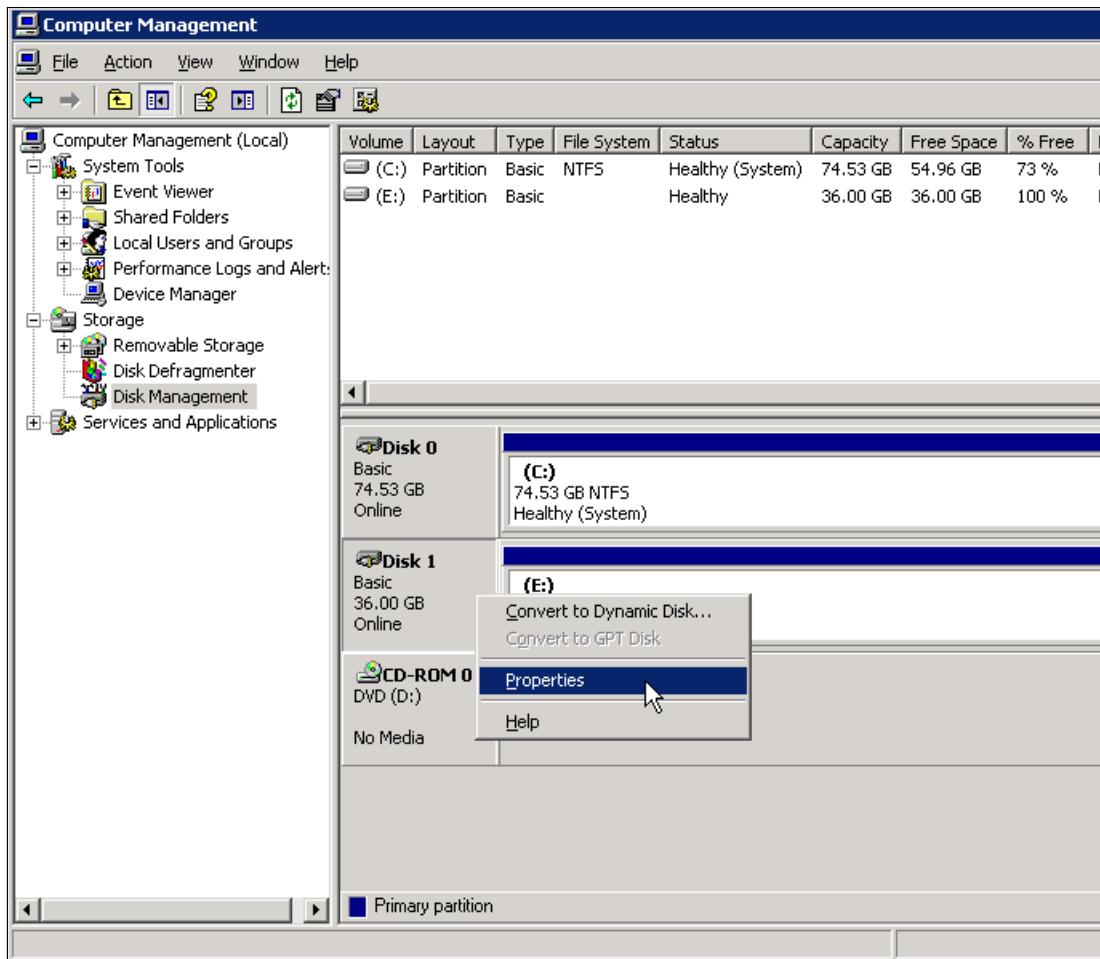 Computer Management
File Action View Window Help
Computer Management (Local)
System Tools
Event Viewer
Shared Folders
Local Users and Groups
Performance Logs and Alert
Device Manager
Storage
Removable Storage
Disk Defragmenter
Disk Management
Services and Applications
Volume Layout Type File System Status Capacity Free Space % Free
(C:) Partition Basic NTFS Healthy (System) 74.53 GB 54.96 GB 73 %
(E:) Partition Basic Healthy 36.00 GB 36.00 GB 100 %
Disk 0
Basic
74.53 GB
Online
(C:)
74.53 GB NTFS
Healthy (System)
Disk 1
Basic
36.00 GB
Online
(E:)
Convert to Dynamic Disk...
Convert to GPT Disk
Properties
Help
CD-ROM 0
DVD (D:)
No Media
Primary partition